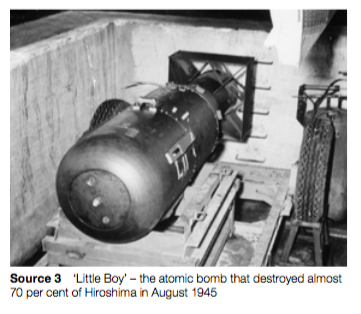 Source 3 'Little Boy' – the atomic bomb that destroyed almost
70 per cent of Hiroshima in August 1945